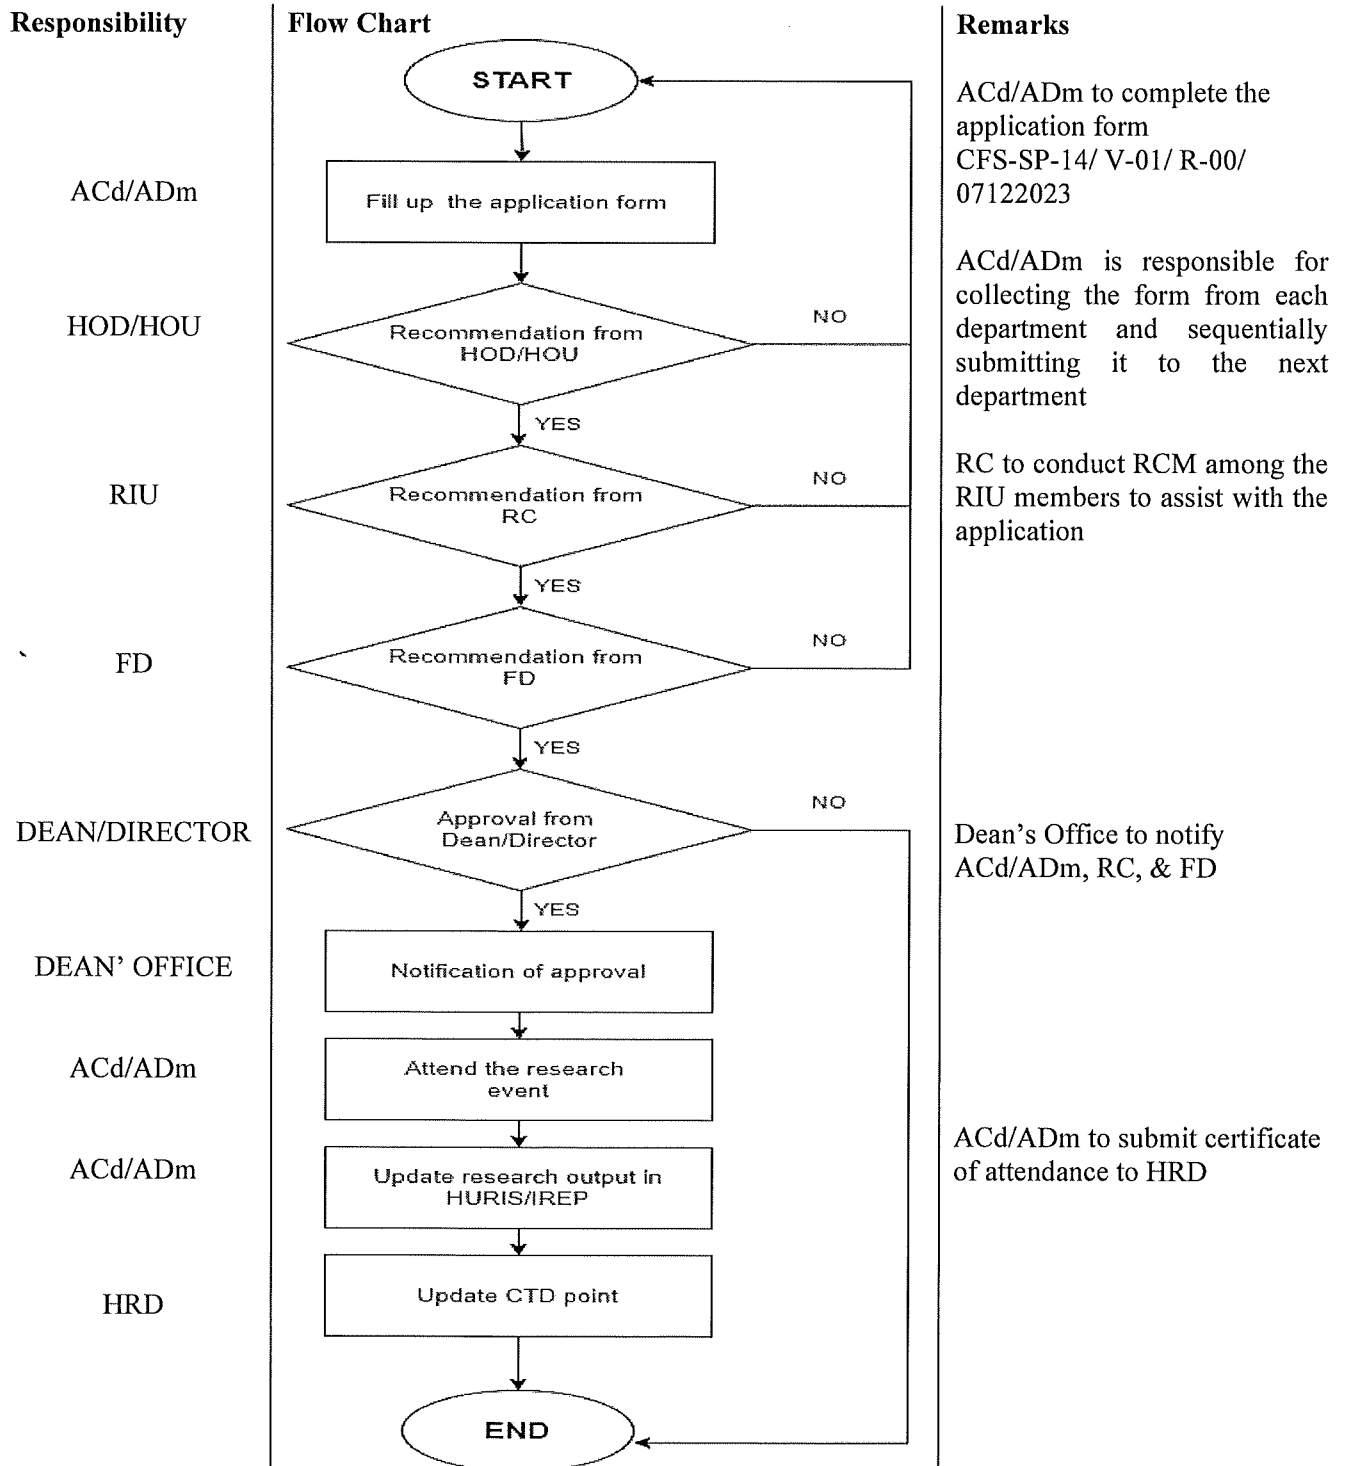 Responsibility
Flow Chart
Remarks
START
ACd/ADm to complete the
application form
CFS-SP-14/ V-01/ R-00/
07122023
ACd/ADm
Fill up the application form
ACd/ADm is responsible for
collecting the form from each
department and sequentially
submitting it to the next
department
HOD/HOU
Recommendation from
HOD/HOU
NO
YES
RC to conduct RCM among the
RIU members to assist with the
application
RIU
Recommendation from
RC
NO
YES
FD
Recommendation from
FD
NO
YES
DEAN/DIRECTOR
Approval from
Dean/Director
NO
Dean's Office to notify
ACd/ADm, RC, & FD
YES
DEAN' OFFICE
Notification of approval
ACd/ADm
Attend the research
event
ACd/ADm
Update research output in
HURIS/IREP
ACd/ADm to submit certificate
of attendance to HRD
HRD
Update CTD point
END